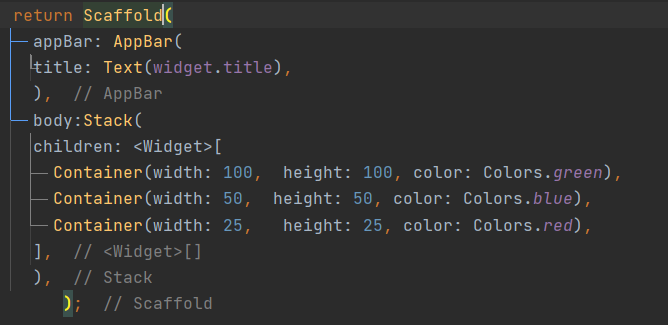 return Scaffold(
appBar: AppBar(
title: Text(widget.title),
),  // AppBar
body:Stack(
children: <Widget>[
Container(width: 100,  height: 100, color: Colors.green),
Container(width: 50,  height: 50, color: Colors.blue),
Container(width: 25,   height: 25, color: Colors.red),
],  // <Widget>[]
),  // Stack
);  // Scaffold